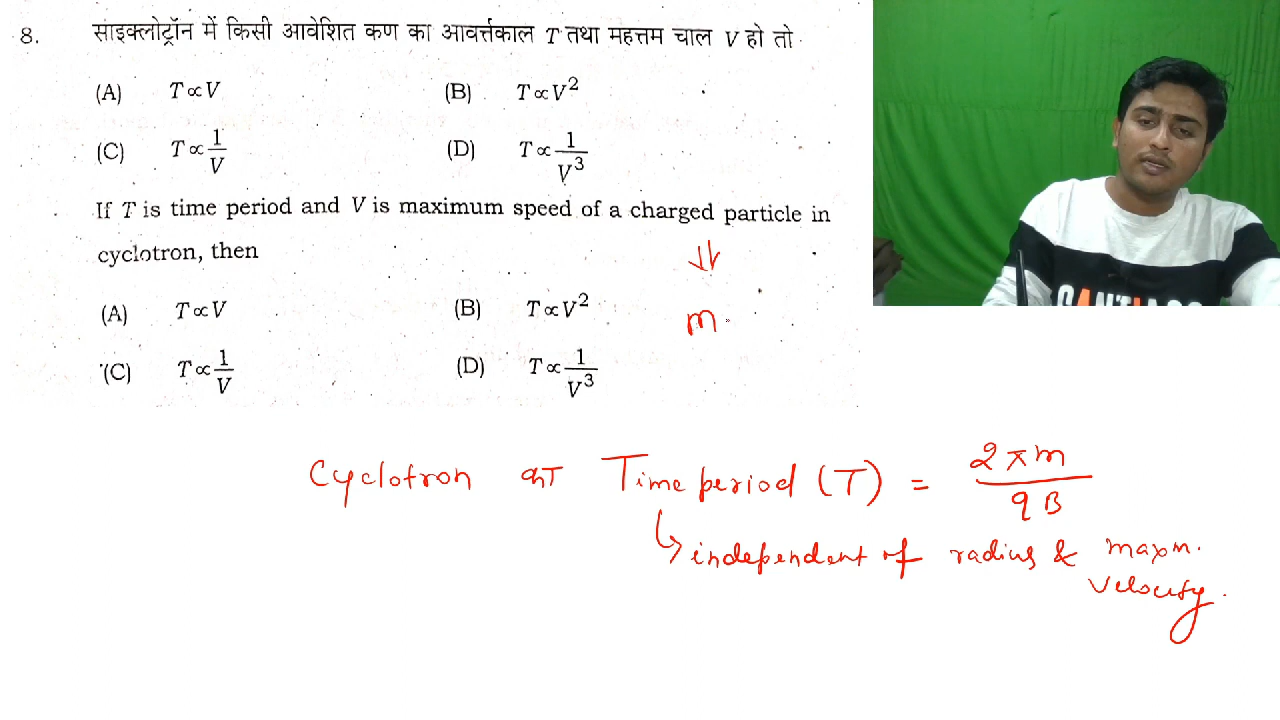 8. साइक्लोट्रॉन में किसी आवेशित कण का आवर्त्तकाल T तथा महत्तम चाल V हो तो
(A) T∝V (B) T∝V²
(C) T∝1/V (D) T∝1/V³
If T is time period and V is maximum speed of a charged particle in
cyclotron, then
(A) T∝V (B) T∝V²
m
(C) T∝1/V (D) T∝1/V³
Cyclotron का Time period (T) = 2πm/qB
independent of radius & maxm.
velocity.